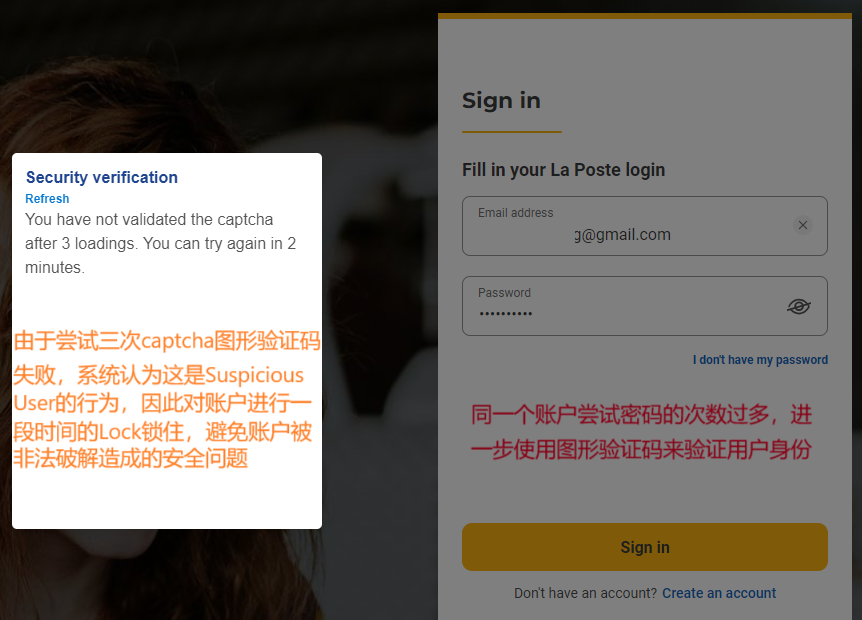 Security verification
Refresh
You have not validated the captcha
after 3 loadings. You can try again in 2
minutes.
由于尝试三次captcha图形验证码
失败，系统认为这是Suspicious
User的行为，因此对账户进行一
段时间的Lock锁住，避免账户被
非法破解造成的安全问题
Sign in
Fill in your La Poste login
Email address
g@gmail.com
Password
••••••••••
I don't have my password
同一个账户尝试密码的次数过多，进
一步使用图形验证码来验证用户身份
Sign in
Don't have an account? Create an account